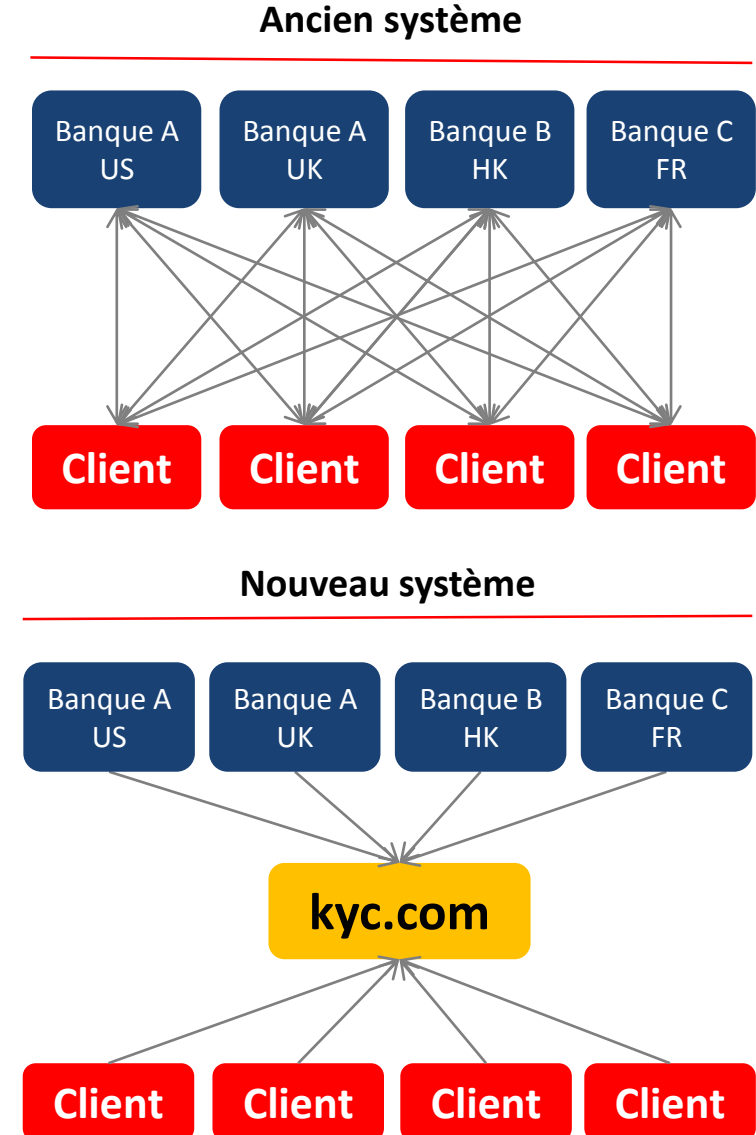 Ancien système
Banque A
US
Banque A
UK
Banque B
HK
Banque C
FR
Client
Client
Client
Client
Nouveau système
Banque A
US
Banque A
UK
Banque B
HK
Banque C
FR
kyc.com
Client
Client
Client
Client